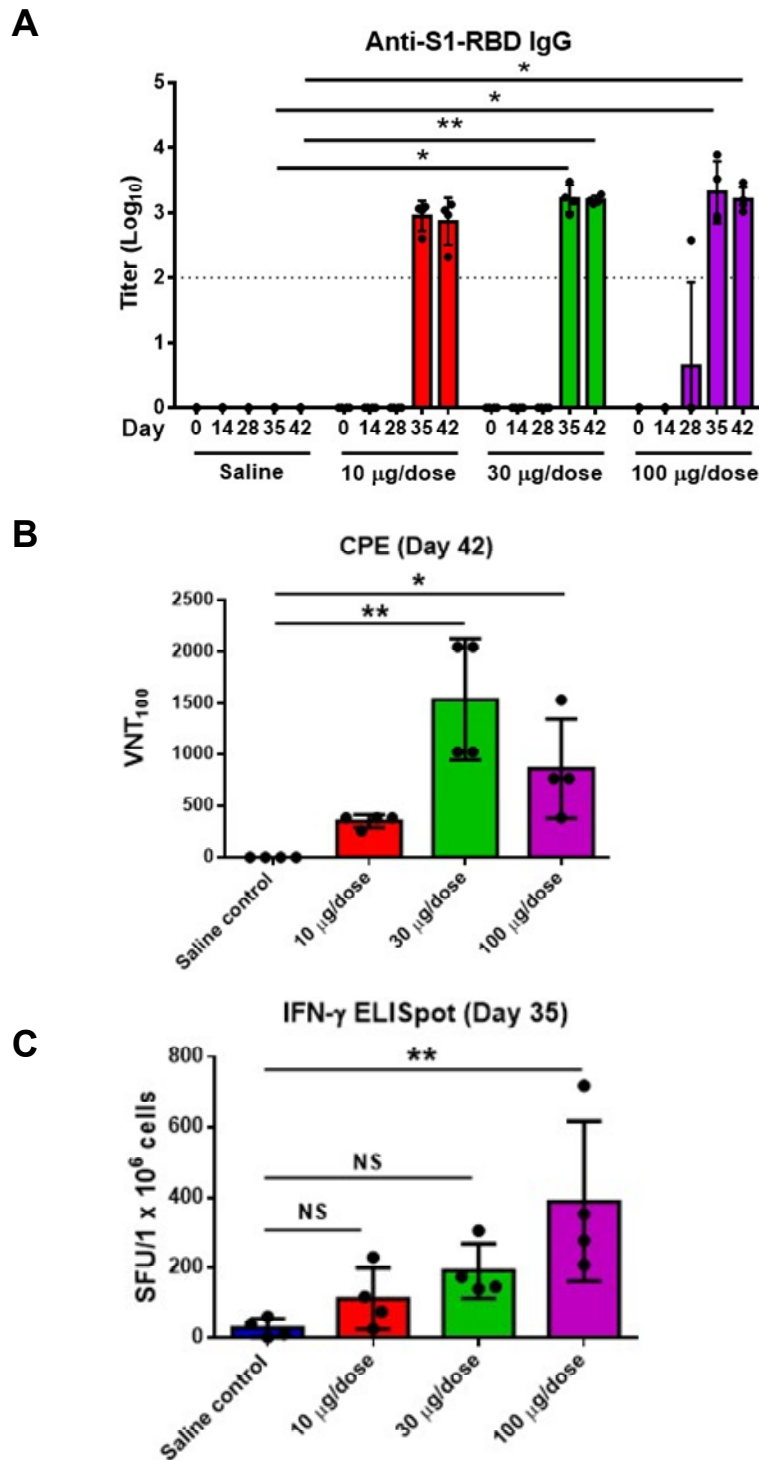 A
Anti-S1-RBD IgG
*
*
**
*
Titer (Log10)
5
4
3
2
1
0
Day 0 14 28 35 42 0 14 28 35 42 0 14 28 35 42 0 14 28 35 42
Saline 10 μg/dose 30 μg/dose 100 μg/dose
B
CPE (Day 42)
*
**
VNT100
2500
2000
1500
1000
500
0
Saline control
10 μg/dose
30 μg/dose
100 μg/dose
C
IFN-γ ELISpot (Day 35)
**
NS
NS
SFU/1 x 10^6 cells
800
600
400
200
0
Saline control
10 μg/dose
30 μg/dose
100 μg/dose